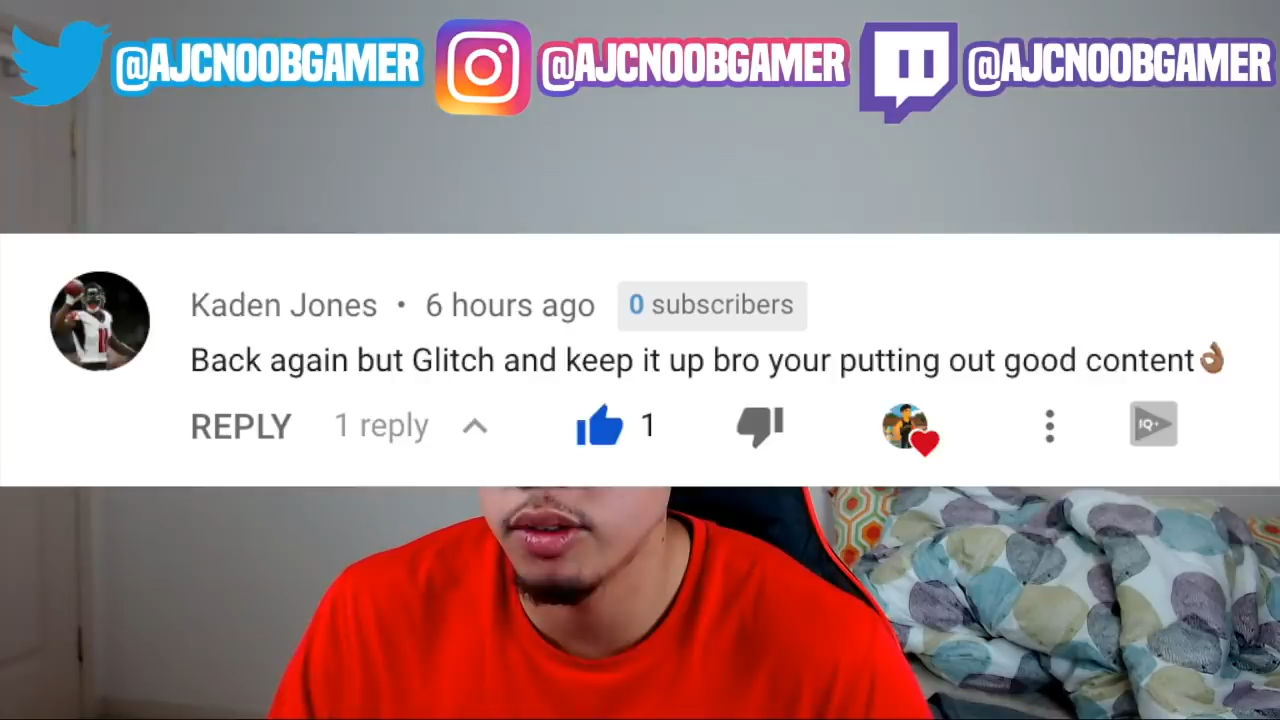 @AJCNOOBGAMER @AJCNOOBGAMER @AJCNOOBGAMER
Kaden Jones • 6 hours ago 0 subscribers
Back again but Glitch and keep it up bro your putting out good content👌🏾
REPLY 1 reply 1 IQ+